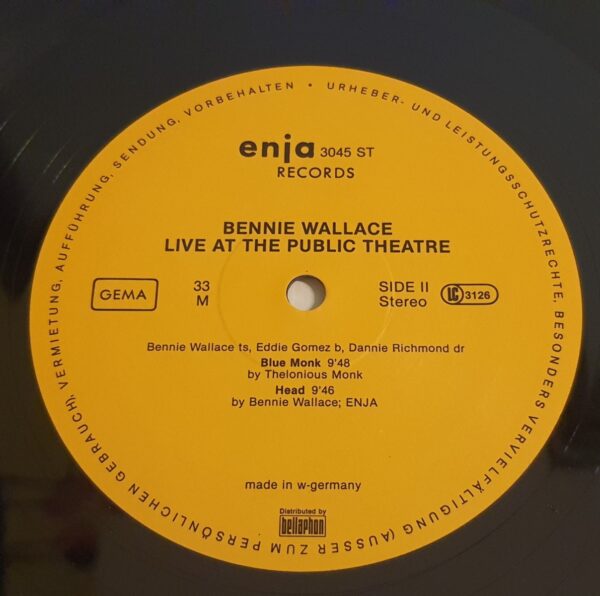 URHEBER- UND LEISTUNGSSCHUTZRECHTE, BESONDERS VERVIELFÄLTIGUNG (AUSSER ZUM PERSÖNLICHEN GEBRAUCH), VERMIETUNG, AUFFÜHRUNG, SENDUNG, VORBEHALTEN •
enja 3045 ST
RECORDS
BENNIE WALLACE
LIVE AT THE PUBLIC THEATRE
GEMA
33
M
SIDE II
Stereo
LC 3126
Bennie Wallace ts, Eddie Gomez b, Dannie Richmond dr
Blue Monk 9'48
by Thelonious Monk
Head 9'46
by Bennie Wallace; ENJA
made in w-germany
Distributed by
bellaphon